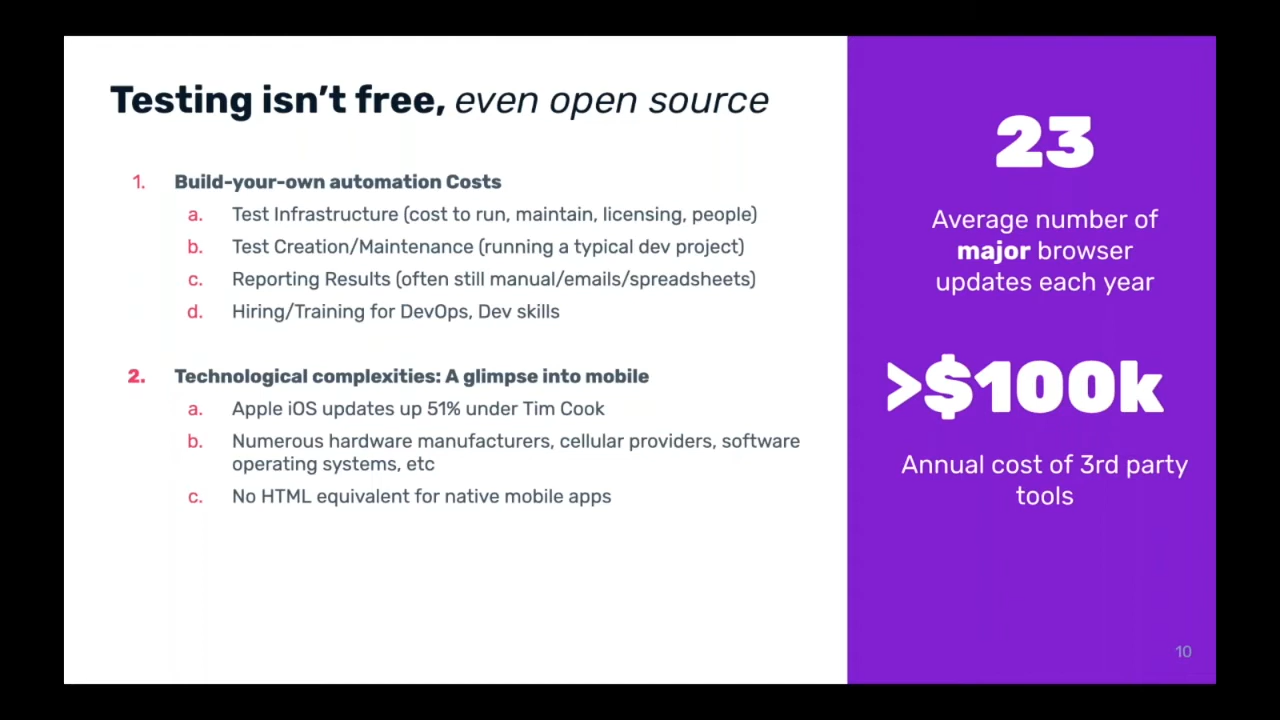 Testing isn't free, even open source
1. Build-your-own automation Costs
a. Test Infrastructure (cost to run, maintain, licensing, people)
b. Test Creation/Maintenance (running a typical dev project)
c. Reporting Results (often still manual/emails/spreadsheets)
d. Hiring/Training for DevOps, Dev skills
2. Technological complexities: A glimpse into mobile
a. Apple iOS updates up 51% under Tim Cook
b. Numerous hardware manufacturers, cellular providers, software
operating systems, etc
c. No HTML equivalent for native mobile apps
23
Average number of
major browser
updates each year
>$100k
Annual cost of 3rd party
tools
10